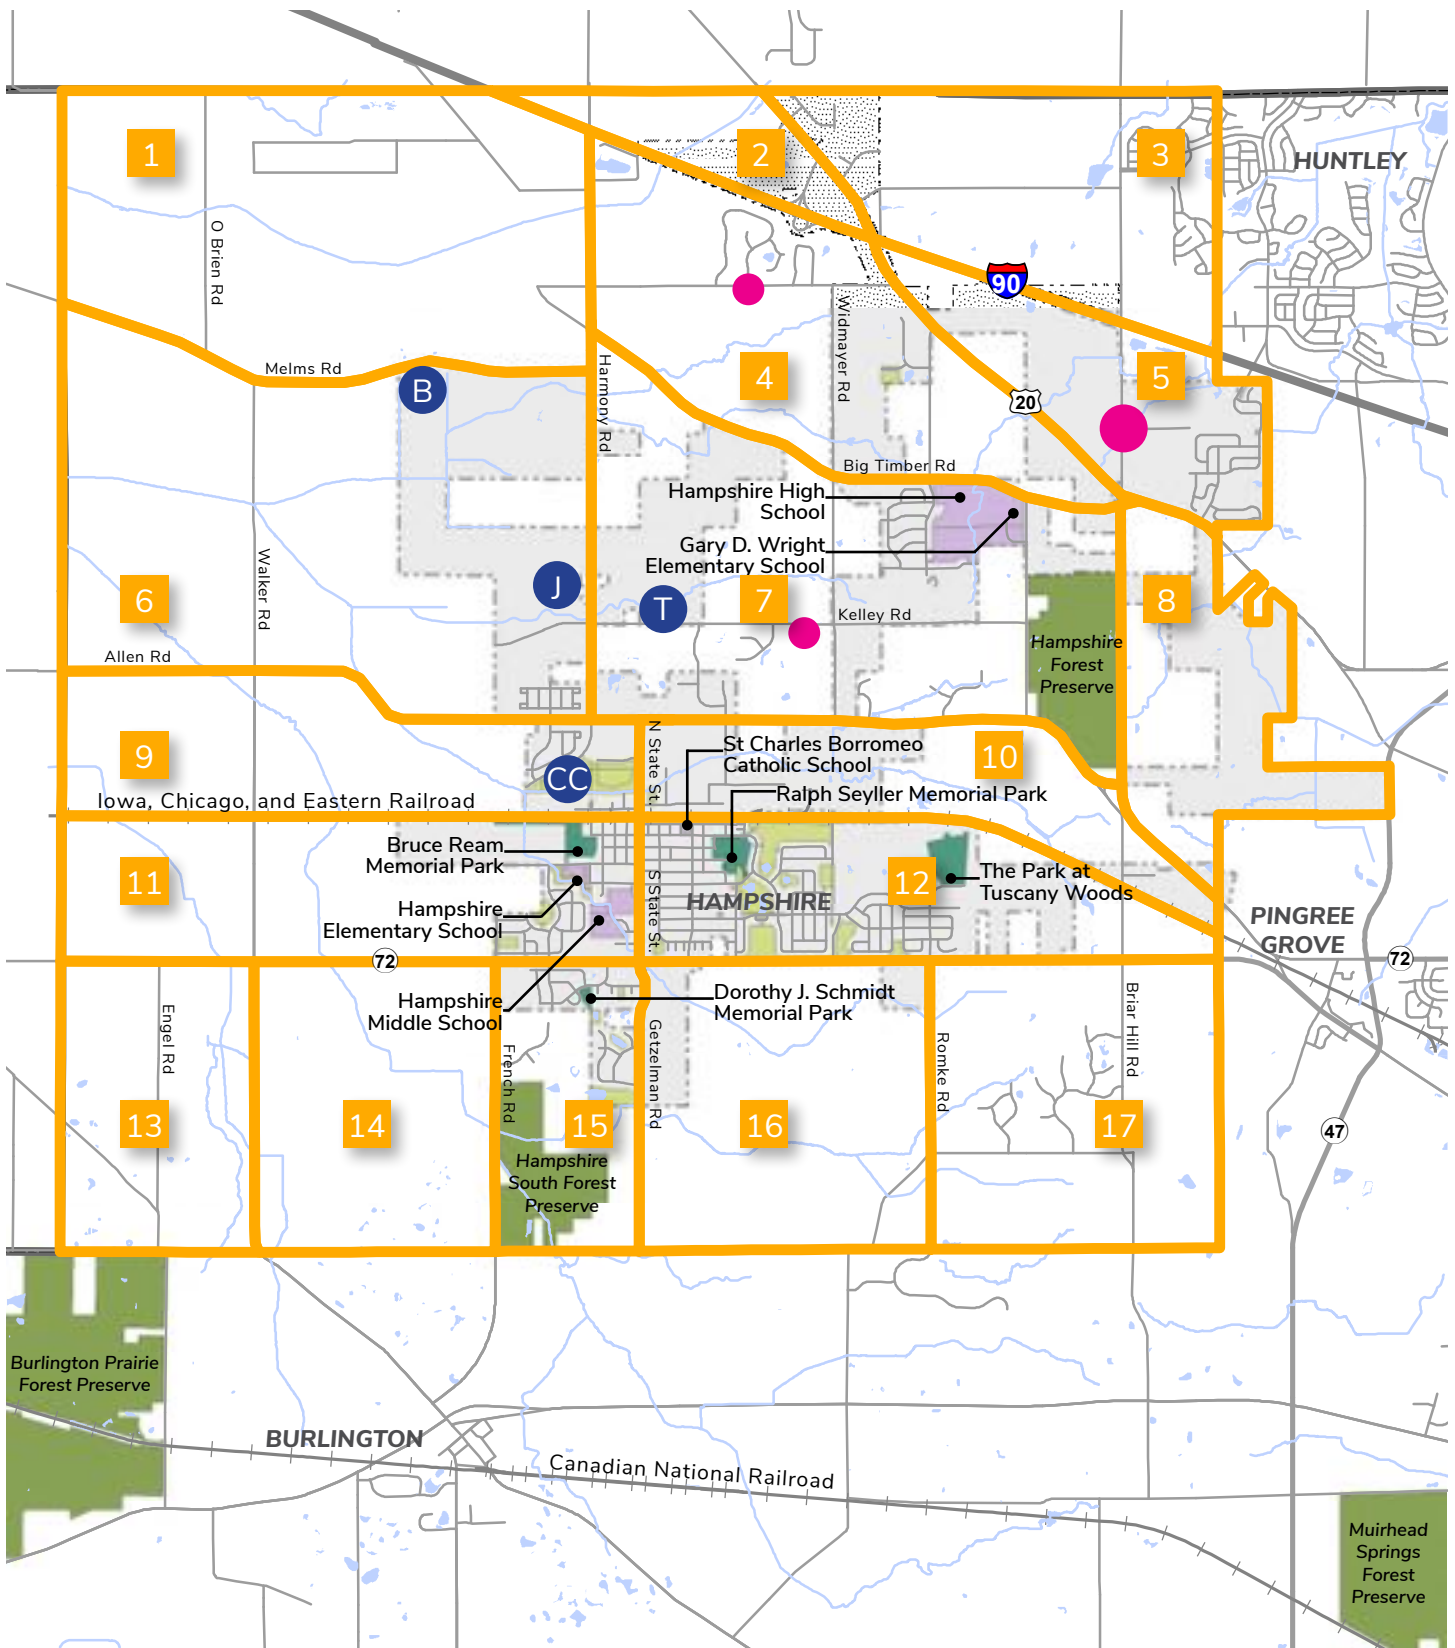 1
2
3
HUNTLEY
O Brien Rd
90
Widmayer Rd
Melms Rd
B
Harmony Rd
4
5
20
Big Timber Rd
Hampshire High
School
Gary D. Wright
Elementary School
Walker Rd
6
J
T
7
Kelley Rd
8
Allen Rd
Hampshire
Forest
Preserve
9
CC
N State St.
St Charles Borromeo
Catholic School
10
Ralph Seyller Memorial Park
Iowa, Chicago, and Eastern Railroad
Bruce Ream
Memorial Park
11
12
The Park at
Tuscany Woods
S State St.
HAMPSHIRE
Hampshire
Elementary School
PINGREE
GROVE
72
72
Hampshire
Middle School
Dorothy J. Schmidt
Memorial Park
Engel Rd
French Rd
Getzelman Rd
Romke Rd
Briar Hill Rd
13
14
15
16
17
47
Hampshire
South Forest
Preserve
Burlington Prairie
Forest Preserve
BURLINGTON
Canadian National Railroad
Muirhead
Springs
Forest
Preserve